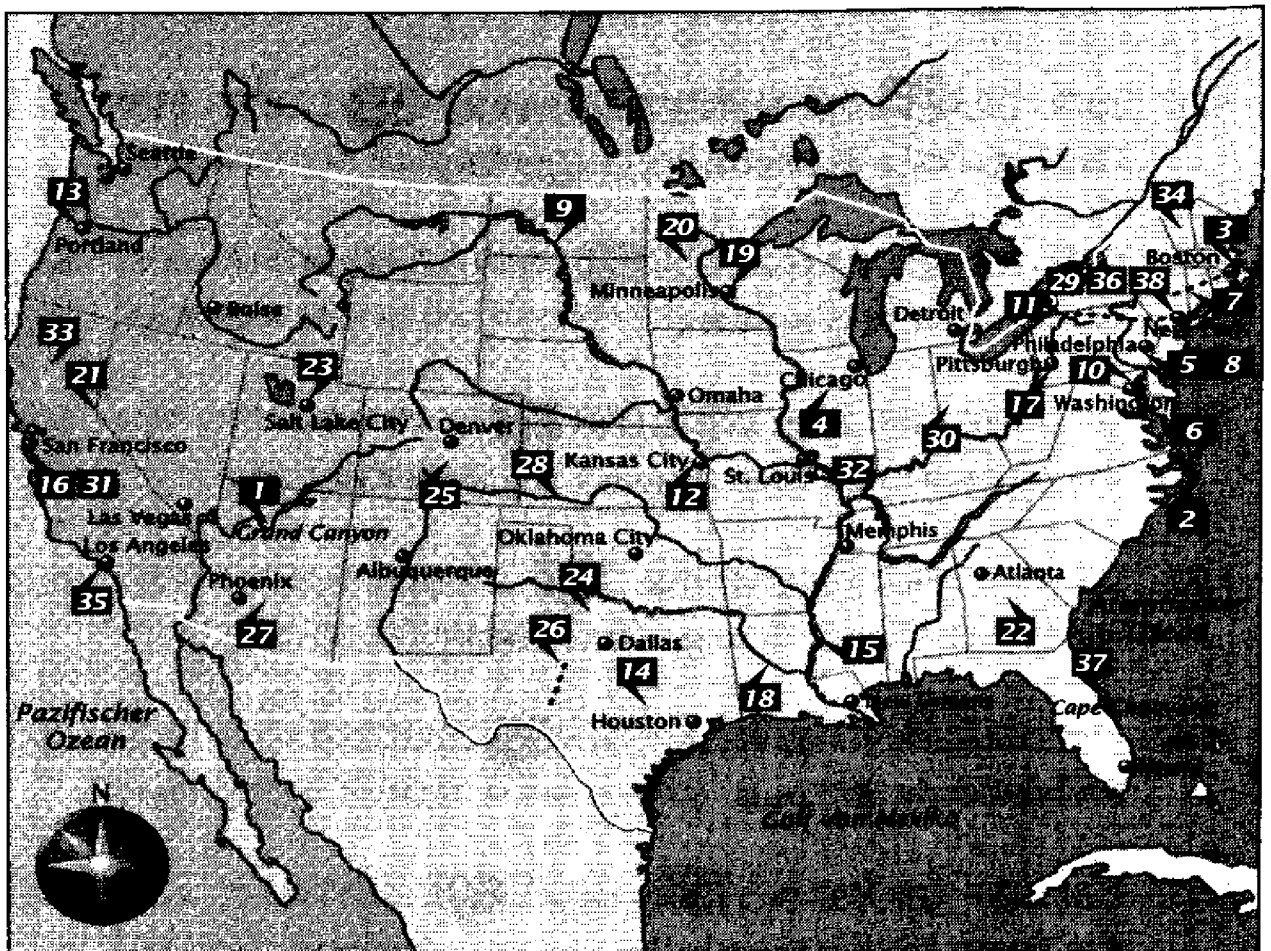 Seattle
13
Portland
9
20
19
34
3
Boston
29 36 38
7
11
Minneapolis
Boise
Detroit
33
21
23
Philadelphia
Pittsburgh
5 8
10
Chicago
Omaha
4
17
Washington
6
Salt Lake City
Denver
San Francisco
30
28
Kansas City
St. Louis
32
16 31
1
25
12
2
Las Vegas
Grand Canyon
Los Angeles
Oklahoma City
Memphis
Albuquerque
Phoenix
24
Atlanta
35
27
26
Dallas
22
15
14
37
18
Houston
Cape
Pazifischer
Ozean
N
Golf von Mexiko